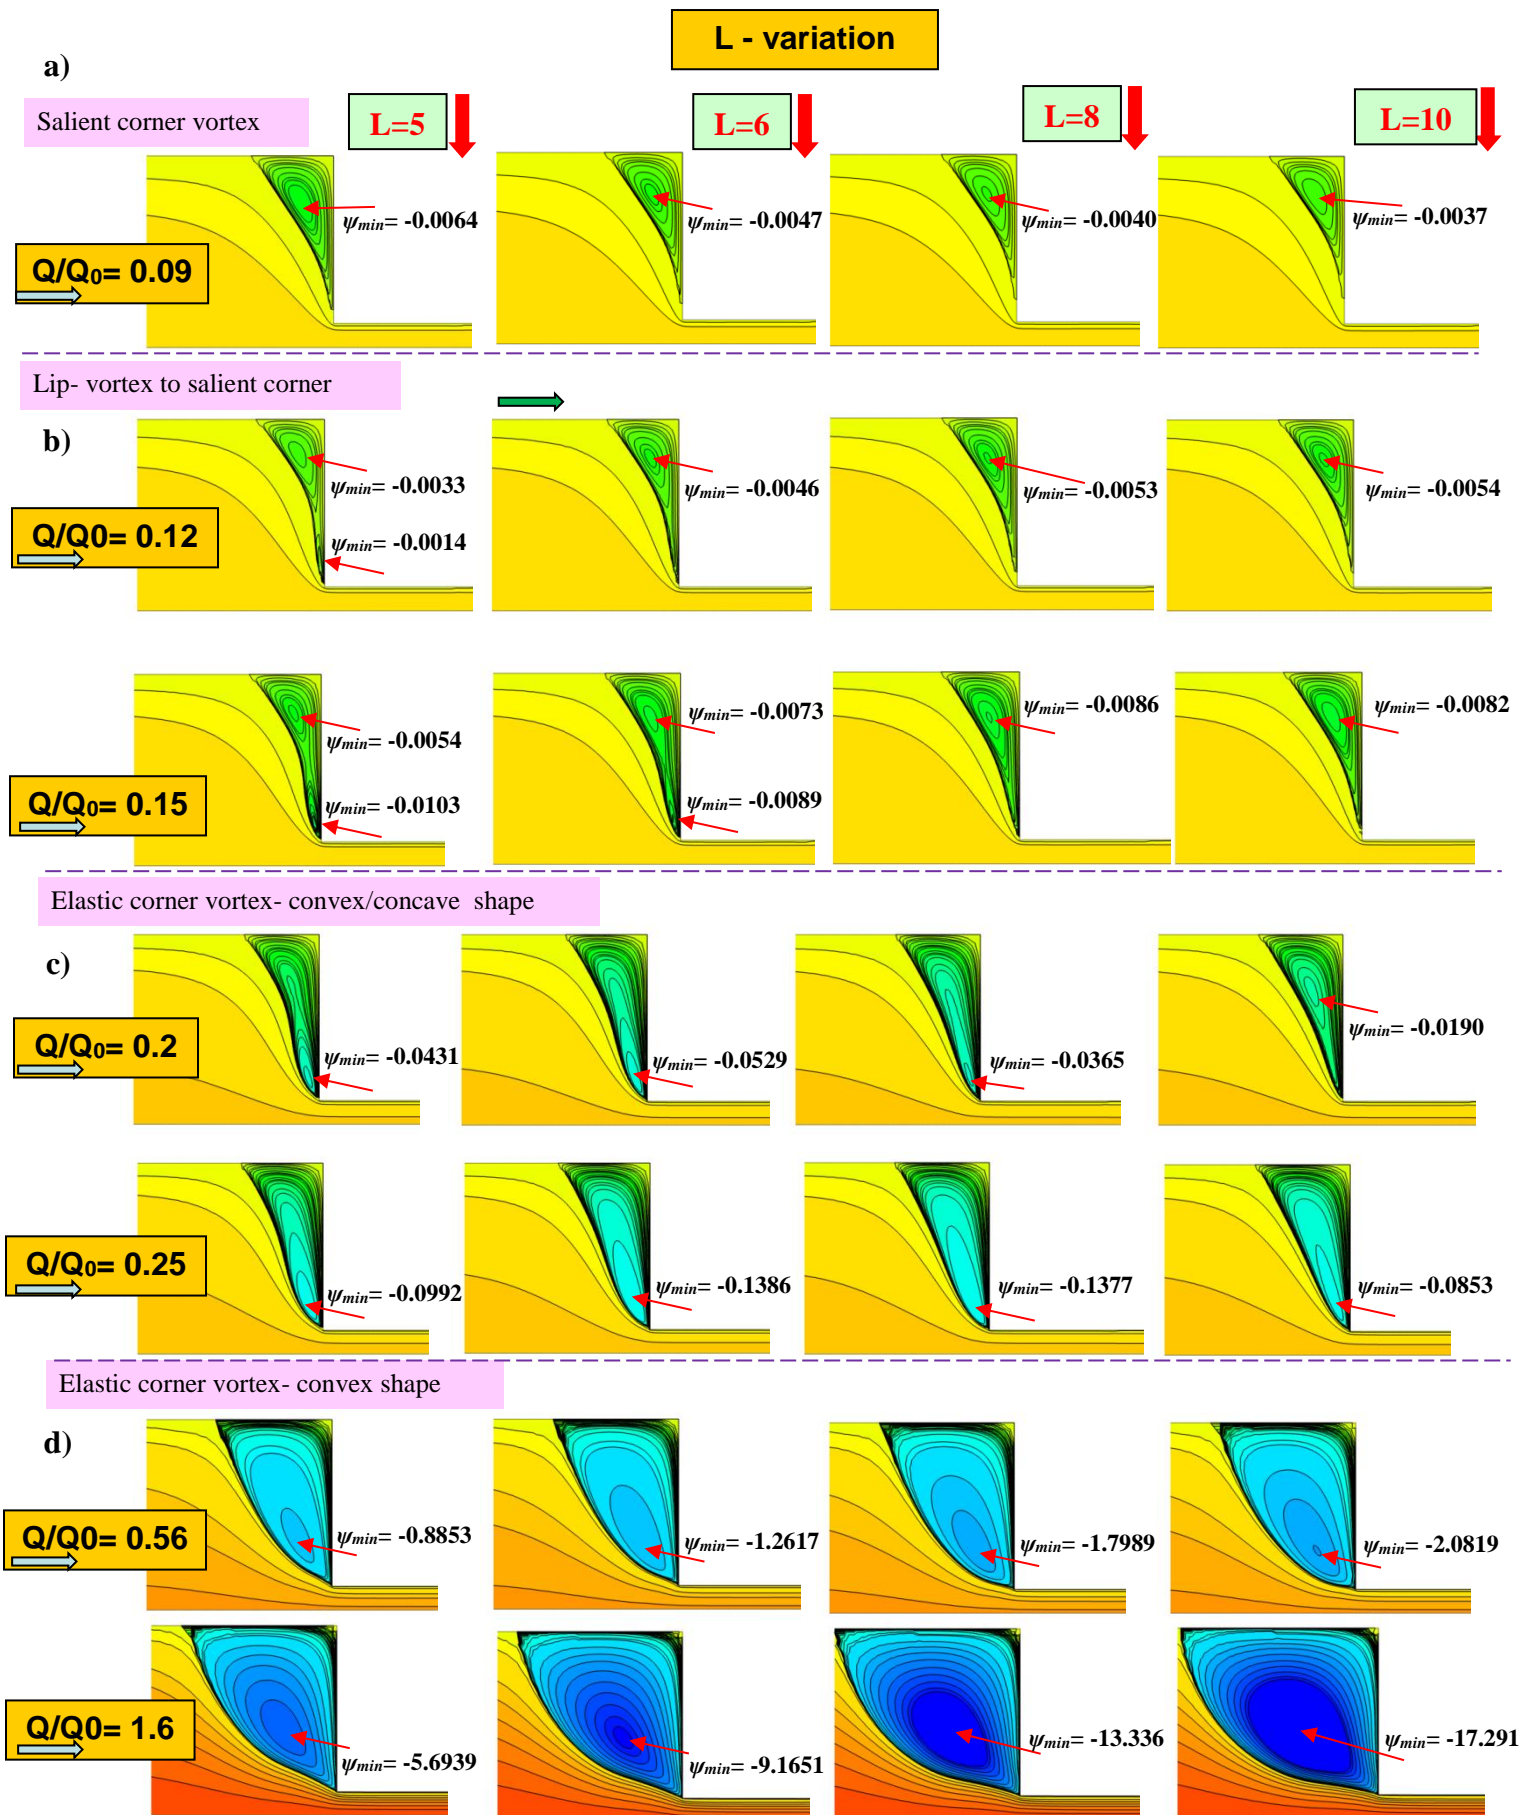 L - variation
a)
Salient corner vortex
L=5
L=6
L=8
L=10
ψmin= -0.0064
ψmin= -0.0047
ψmin= -0.0040
ψmin= -0.0037
Q/Q0= 0.09
Lip- vortex to salient corner
b)
ψmin= -0.0033
ψmin= -0.0046
ψmin= -0.0053
ψmin= -0.0054
Q/Q0= 0.12
ψmin= -0.0014
ψmin= -0.0054
ψmin= -0.0073
ψmin= -0.0086
ψmin= -0.0082
Q/Q0= 0.15
ψmin= -0.0103
ψmin= -0.0089
Elastic corner vortex- convex/concave shape
c)
Q/Q0= 0.2
ψmin= -0.0431
ψmin= -0.0529
ψmin= -0.0365
ψmin= -0.0190
Q/Q0= 0.25
ψmin= -0.0992
ψmin= -0.1386
ψmin= -0.1377
ψmin= -0.0853
Elastic corner vortex- convex shape
d)
Q/Q0= 0.56
ψmin= -0.8853
ψmin= -1.2617
ψmin= -1.7989
ψmin= -2.0819
Q/Q0= 1.6
ψmin= -5.6939
ψmin= -9.1651
ψmin= -13.336
ψmin= -17.291